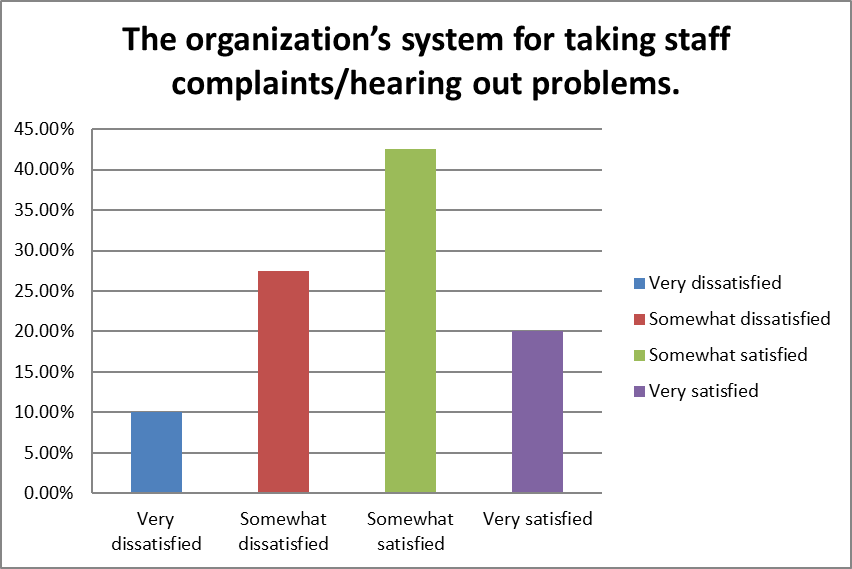 The organization’s system for taking staff
complaints/hearing out problems.
45.00%
40.00%
35.00%
30.00%
25.00%
20.00%
15.00%
10.00%
5.00%
0.00%
Very
dissatisfied
Somewhat
dissatisfied
Somewhat
satisfied
Very satisfied
Very dissatisfied
Somewhat dissatisfied
Somewhat satisfied
Very satisfied